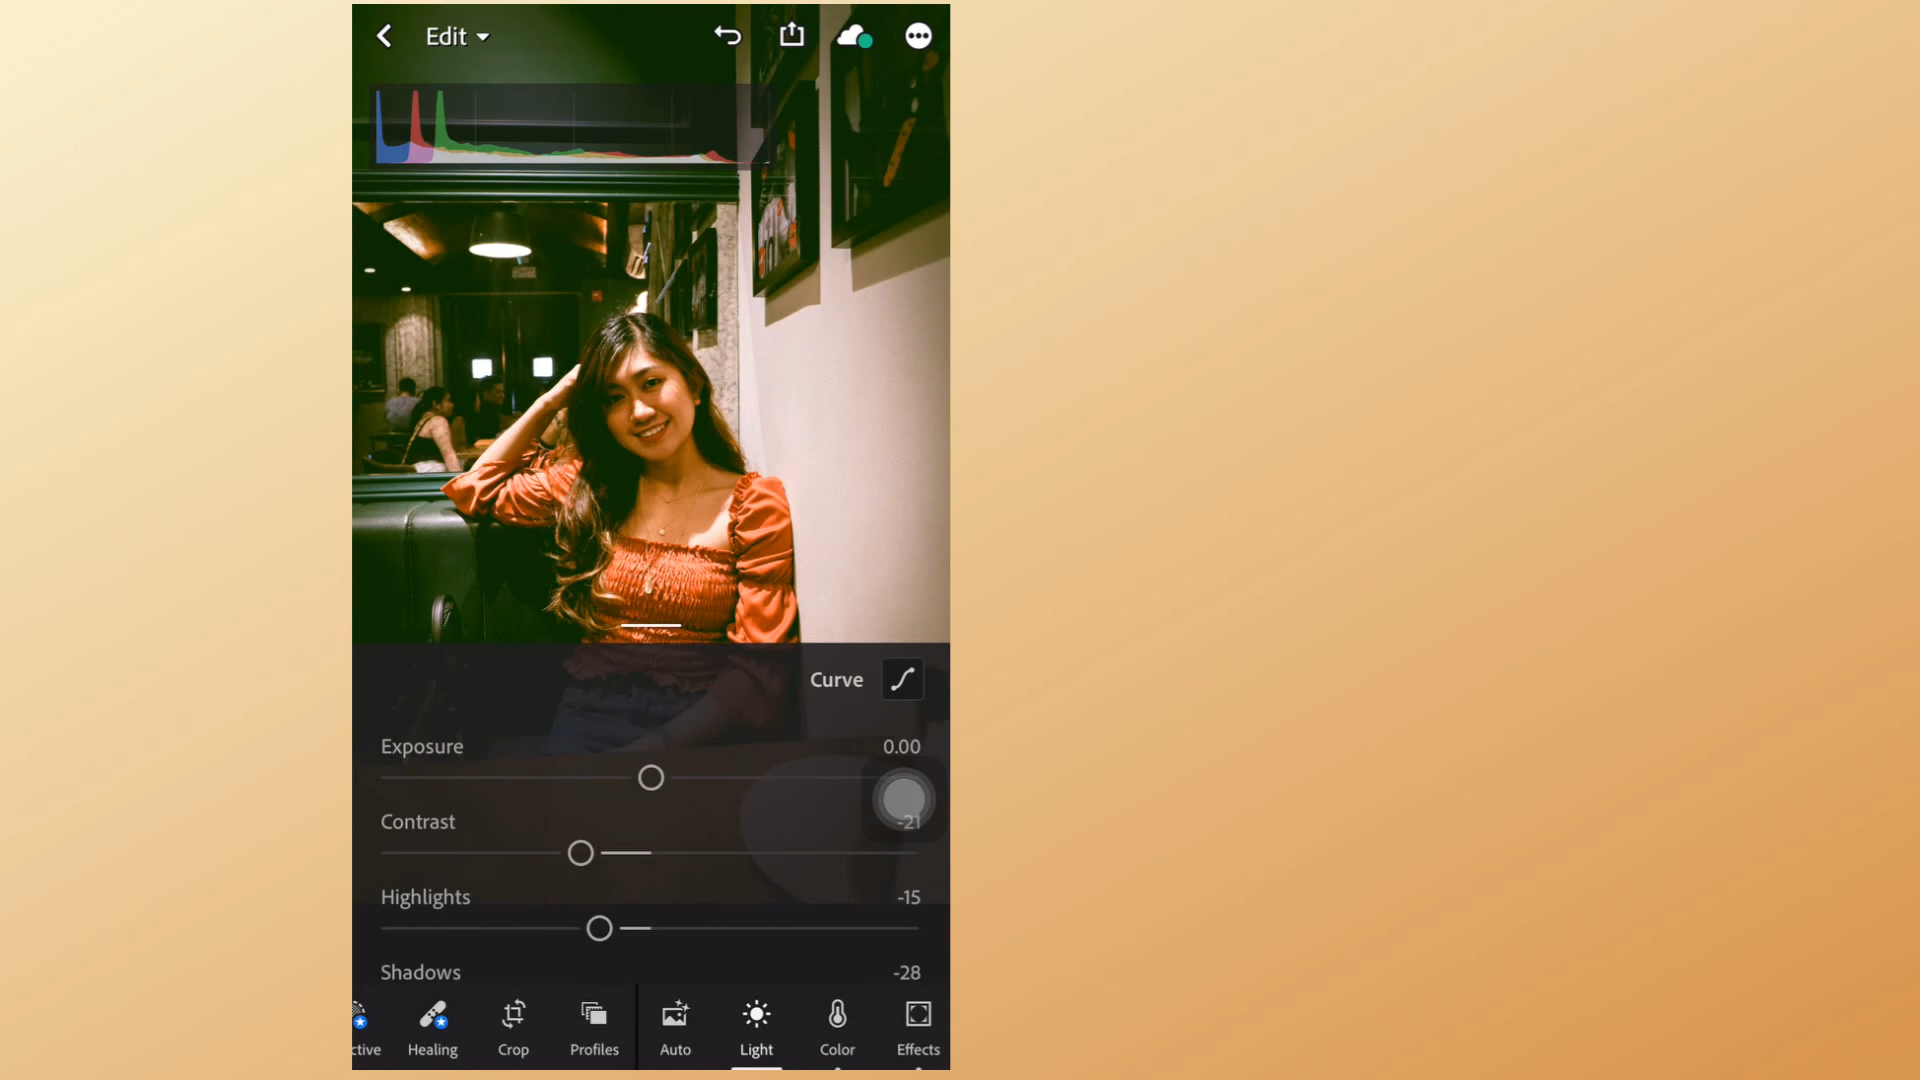 Edit
Curve
Exposure 0.00
Contrast -21
Highlights -15
Shadows -28
ctive Healing Crop Profiles Auto Light Color Effects